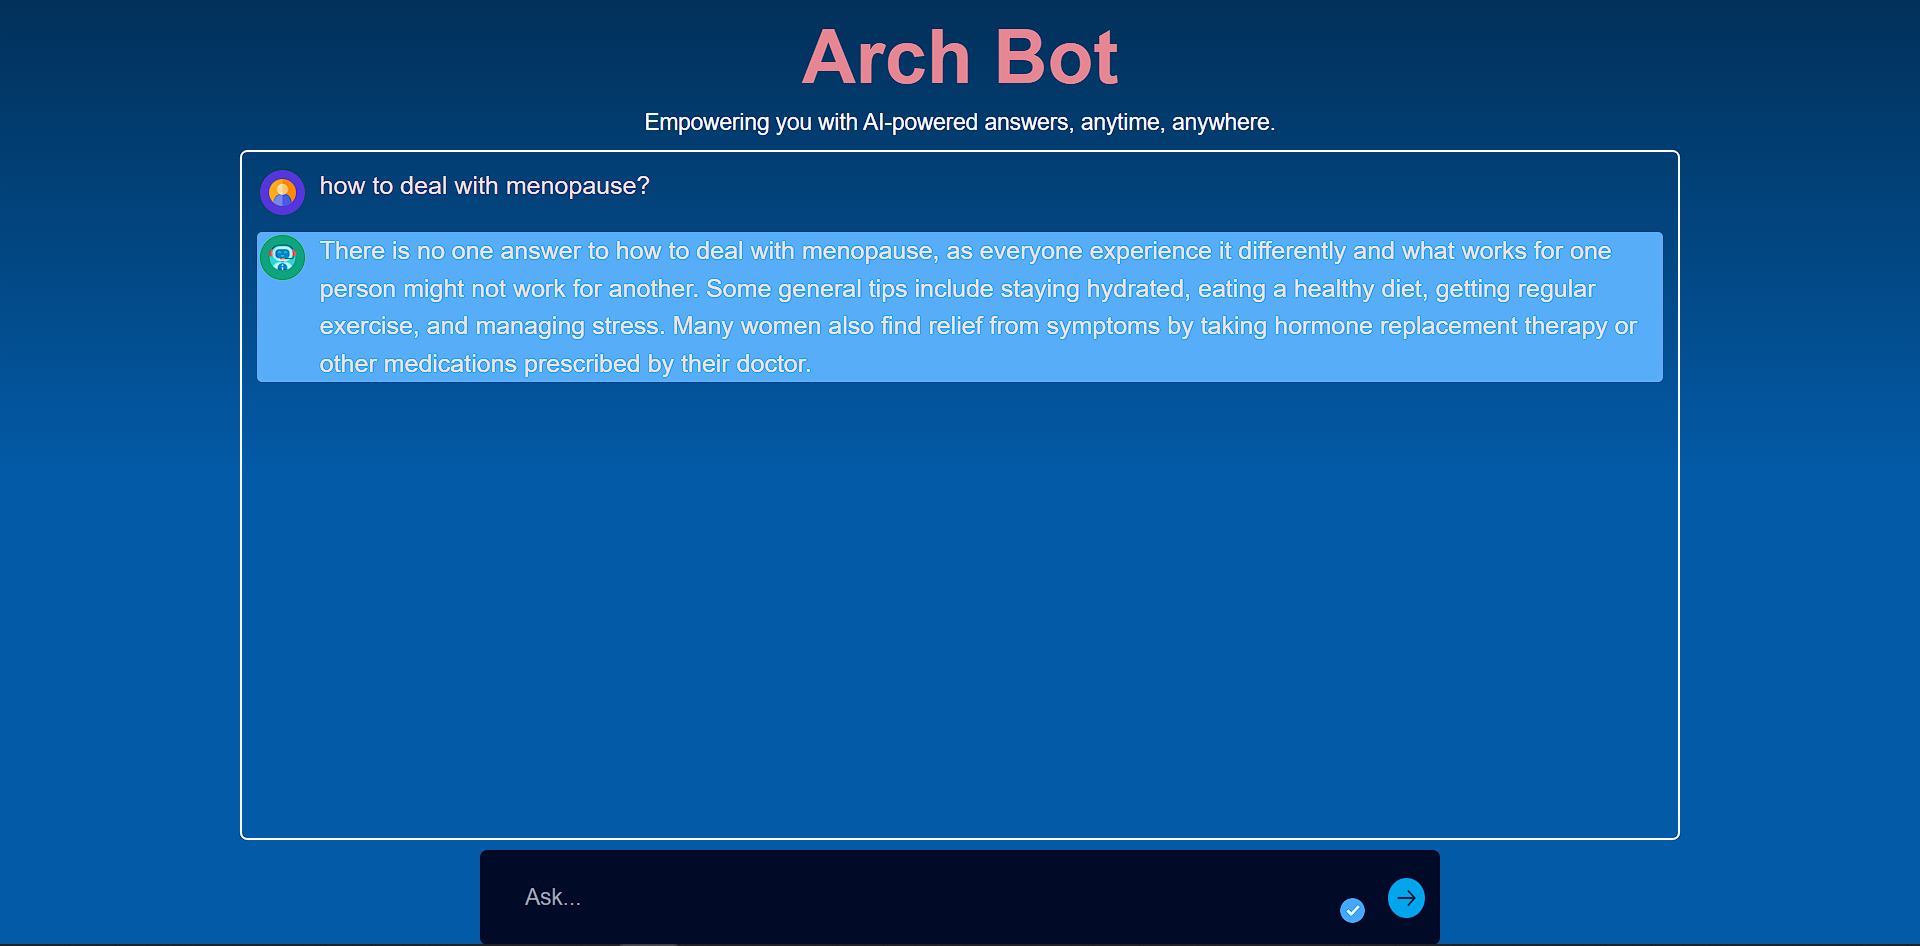 Arch Bot
Empowering you with AI-powered answers, anytime, anywhere.
how to deal with menopause?
There is no one answer to how to deal with menopause, as everyone experience it differently and what works for one
person might not work for another. Some general tips include staying hydrated, eating a healthy diet, getting regular
exercise, and managing stress. Many women also find relief from symptoms by taking hormone replacement therapy or
other medications prescribed by their doctor.
Ask...